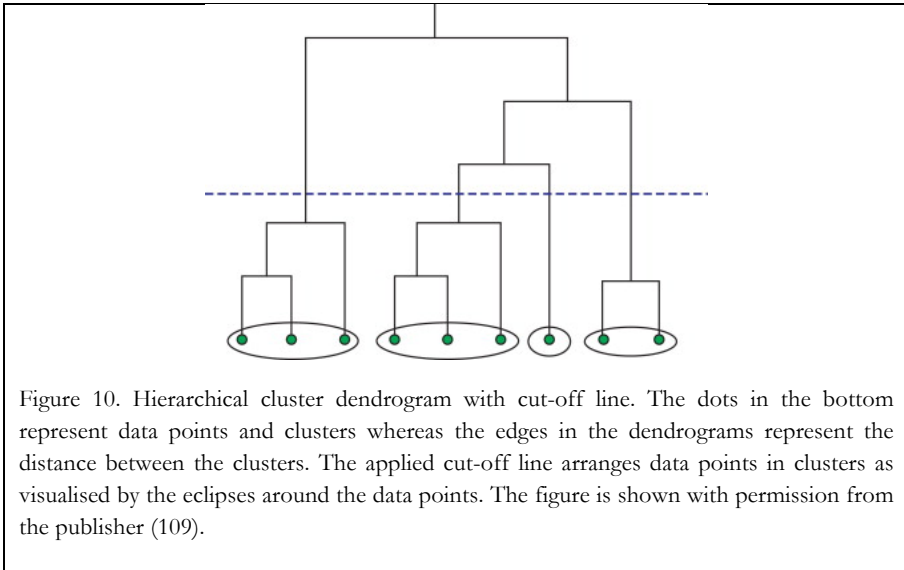 Figure 10. Hierarchical cluster dendrogram with cut-off line. The dots in the bottom
represent data points and clusters whereas the edges in the dendrograms represent the
distance between the clusters. The applied cut-off line arranges data points in clusters as
visualised by the eclipses around the data points. The figure is shown with permission from
the publisher (109).